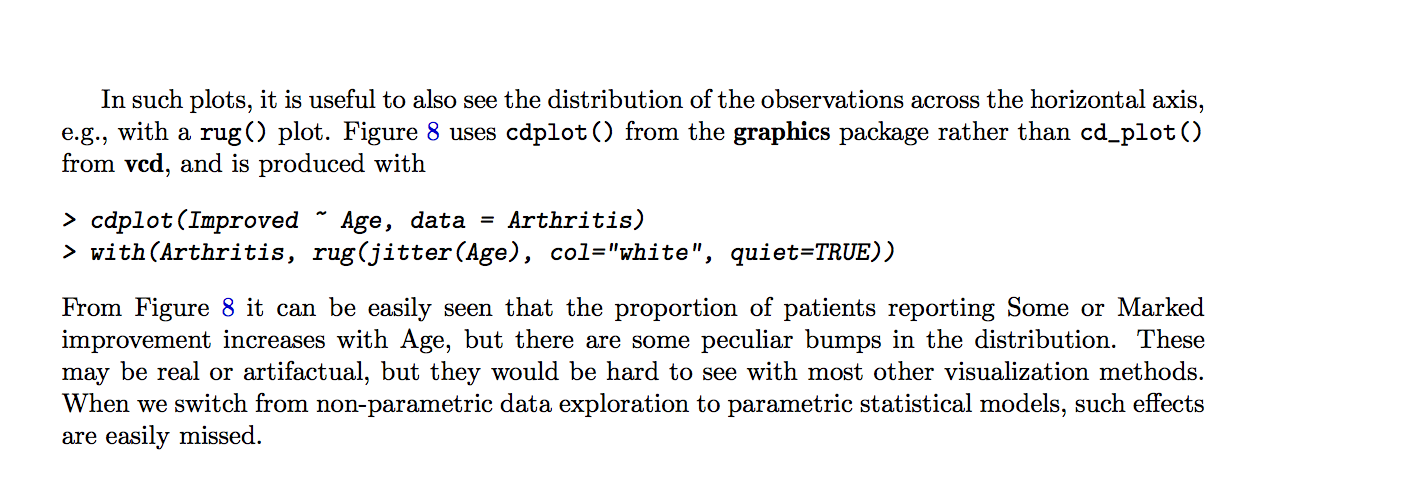 In such plots, it is useful to also see the distribution of the observations across the horizontal axis,
e.g., with a rug() plot. Figure 8 uses cdplot() from the graphics package rather than cd_plot()
from vcd, and is produced with
> cdplot(Improved ~ Age, data = Arthritis)
> with(Arthritis, rug(jitter(Age), col="white", quiet=TRUE))
From Figure 8 it can be easily seen that the proportion of patients reporting Some or Marked
improvement increases with Age, but there are some peculiar bumps in the distribution. These
may be real or artifactual, but they would be hard to see with most other visualization methods.
When we switch from non-parametric data exploration to parametric statistical models, such effects
are easily missed.